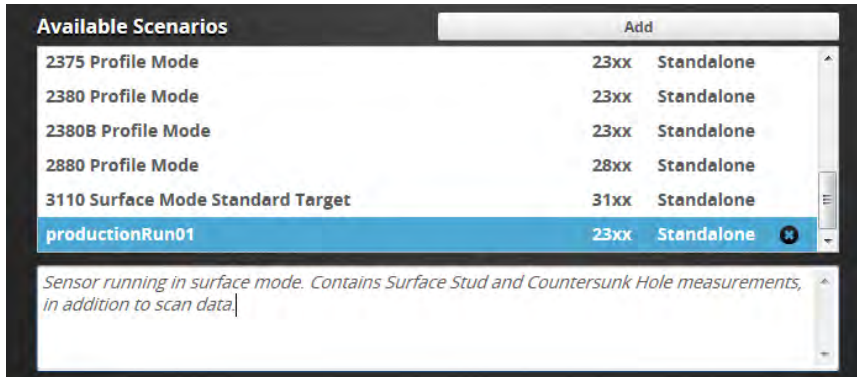 Available Scenarios Add
2375 Profile Mode 23xx Standalone
2380 Profile Mode 23xx Standalone
2380B Profile Mode 23xx Standalone
2880 Profile Mode 28xx Standalone
3110 Surface Mode Standard Target 31xx Standalone
productionRun01 23xx Standalone
Sensor running in surface mode. Contains Surface Stud and Countersunk Hole measurements,
in addition to scan data.